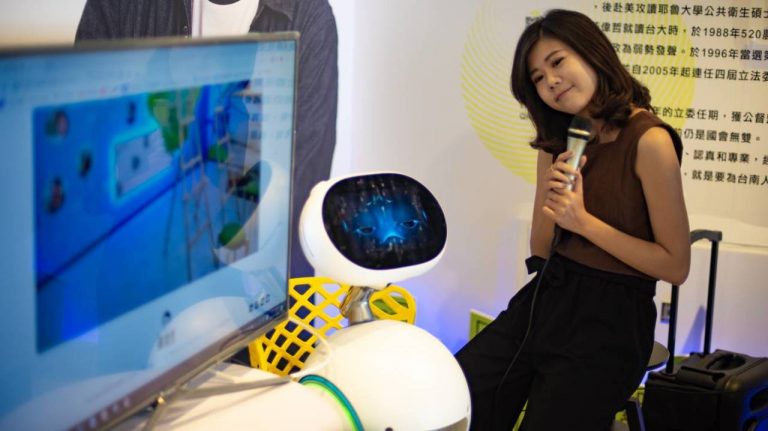 ，後赴美攻讀耶魯大學公共衛生碩士
偉哲就讀台大時，於1988年520
為弱勢發聲。於1996年當選
自2005年起連任四屆立法委
年的立委任期，獲公督
仍是國會無雙。
、認真和專業，
，就是要為台南人